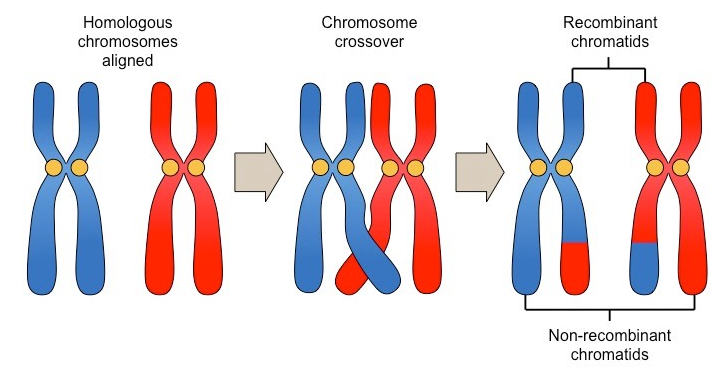 Homologous
chromosomes
aligned
Chromosome
crossover
Recombinant
chromatids
Non-recombinant
chromatids